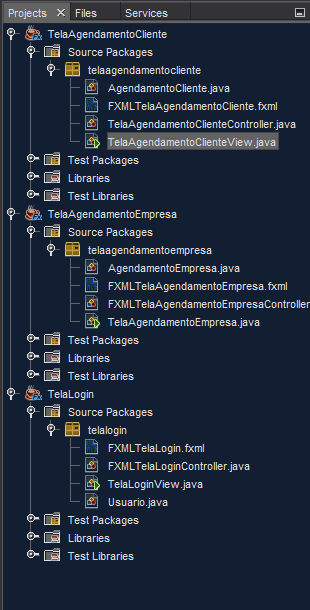 Projects Files Services
TelaAgendamentoCliente
Source Packages
telaagendamentocliente
AgendamentoCliente.java
FXMLTelaAgendamentoCliente.fxml
TelaAgendamentoClienteController.java
TelaAgendamentoClienteView.java
Test Packages
Libraries
Test Libraries
TelaAgendamentoEmpresa
Source Packages
telaagendamentoempresa
AgendamentoEmpresa.java
FXMLTelaAgendamentoEmpresa.fxml
FXMLTelaAgendamentoEmpresaController
TelaAgendamentoEmpresa.java
Test Packages
Libraries
Test Libraries
TelaLogin
Source Packages
telalogin
FXMLTelaLogin.fxml
FXMLTelaLoginController.java
TelaLoginView.java
Usuario.java
Test Packages
Libraries
Test Libraries